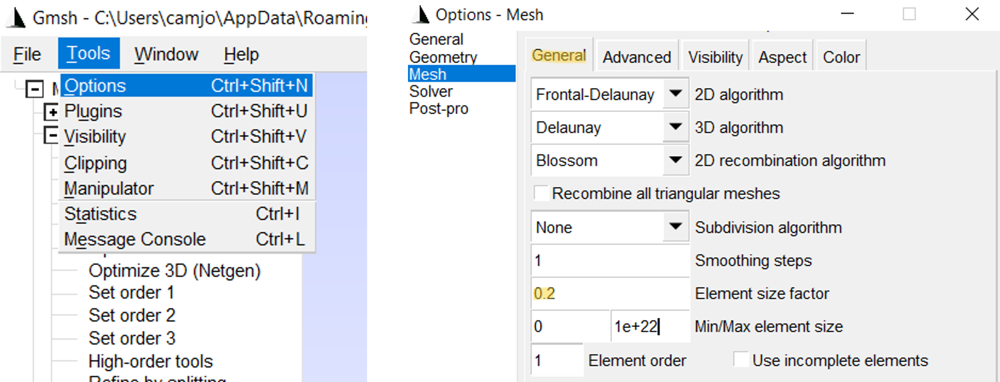 Gmsh - C:\Users\camjo\AppData\Roaming
File Tools Window Help
Options Ctrl+Shift+N
Plugins Ctrl+Shift+U
Visibility Ctrl+Shift+V
Clipping Ctrl+Shift+C
Manipulator Ctrl+Shift+M
Statistics Ctrl+I
Message Console Ctrl+L
Optimize 3D (Netgen)
Set order 1
Set order 2
Set order 3
High-order tools
Refine by splitting
Options - Mesh
General
Geometry
Mesh
Solver
Post-pro
General Advanced Visibility Aspect Color
Frontal-Delaunay 2D algorithm
Delaunay 3D algorithm
Blossom 2D recombination algorithm
Recombine all triangular meshes
None Subdivision algorithm
1 Smoothing steps
0.2 Element size factor
0 1e+22 Min/Max element size
1 Element order Use incomplete elements